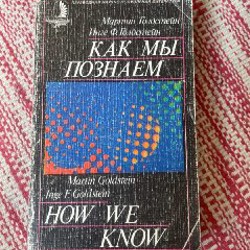 Мартин Голдстейн
Инге Ф. Голдстейн
КАК МЫ
ПОЗНАЕМ
Martin Goldstein
Inge F. Goldstein
HOW WE
KNOW